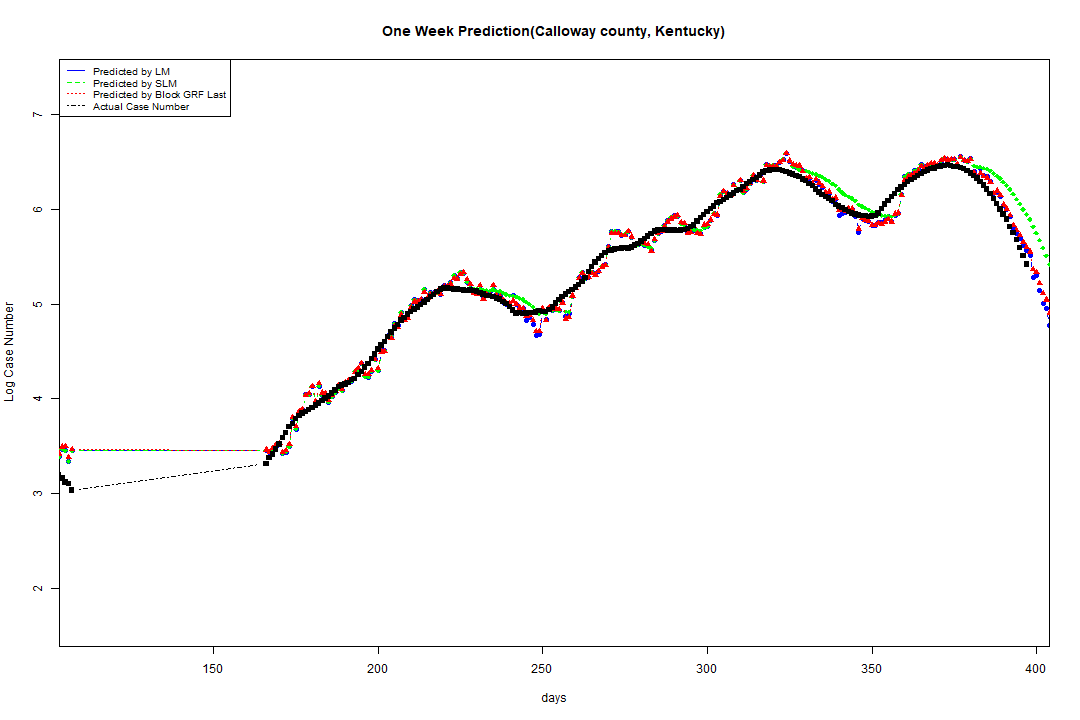 One Week Prediction(Calloway county, Kentucky)
Predicted by LM
Predicted by SLM
Predicted by Block GRF Last
Actual Case Number
7
6
5
4
3
2
Log Case Number
150 200 250 300 350 400
days